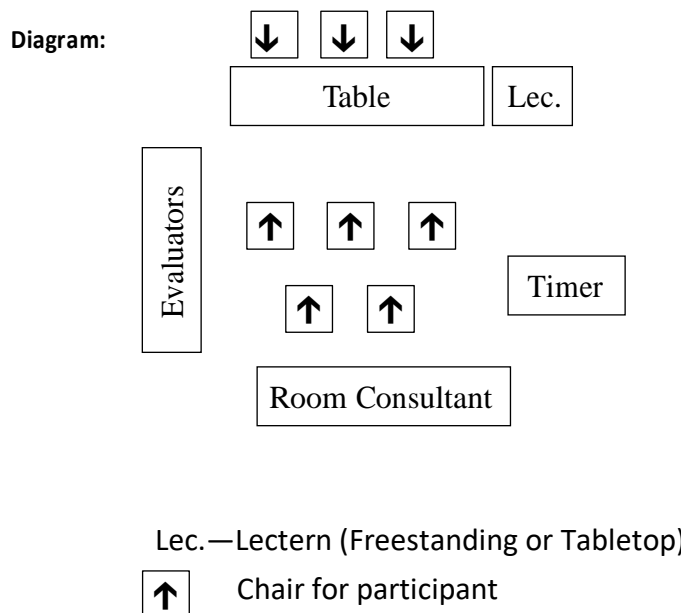 Diagram:
↓ ↓ ↓
Table Lec.
Evaluators
↑ ↑ ↑
Timer
↑ ↑
Room Consultant
Lec.—Lectern (Freestanding or Tabletop)
↑ Chair for participant